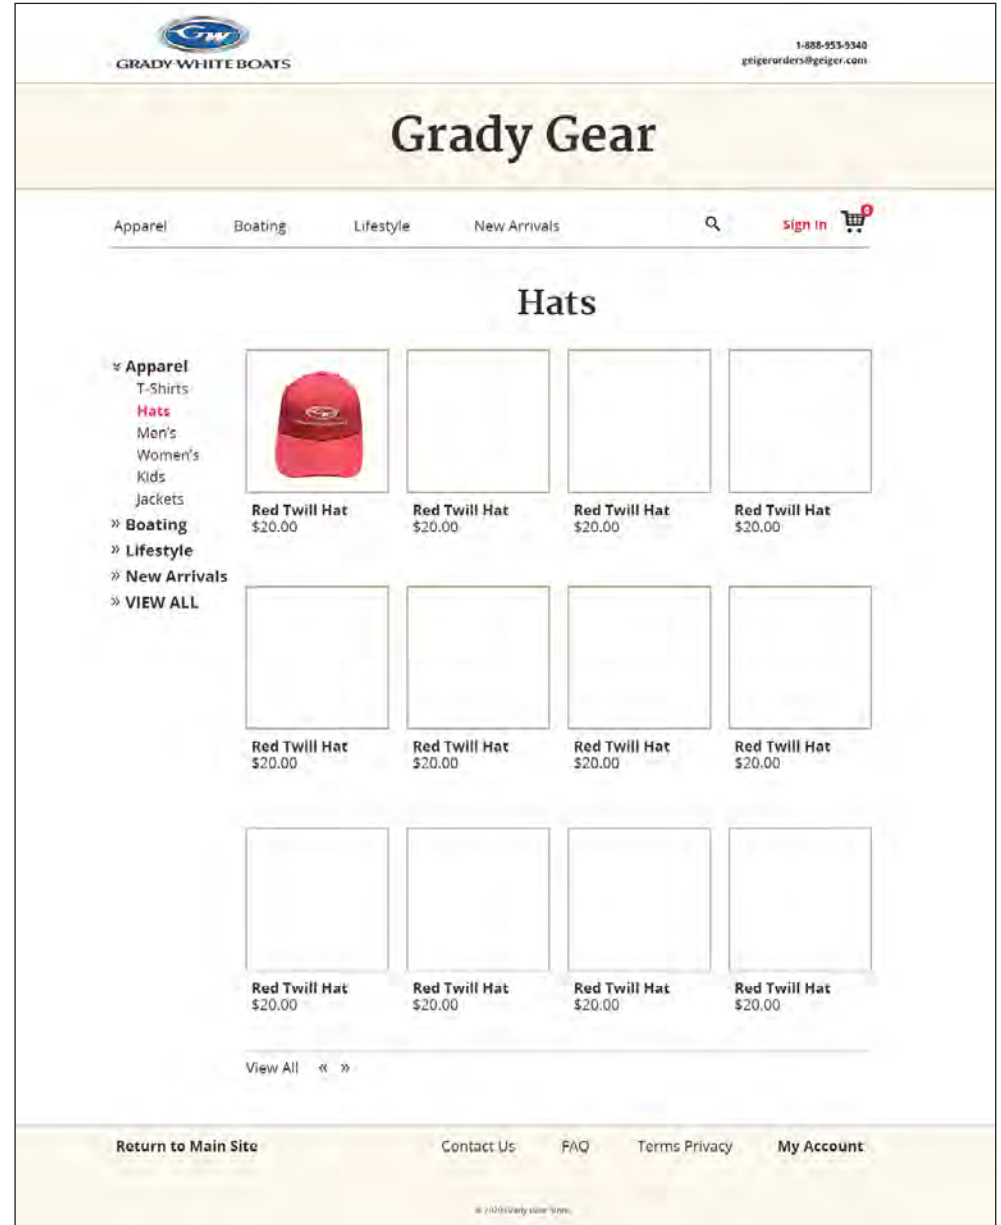 GW
GRADY-WHITE BOATS
1-888-953-9340
geigerorders@geiger.com
Grady Gear
Apparel Boating Lifestyle New Arrivals Sign In 0
Hats
» Apparel
T-Shirts
Hats
Men's
Women's
Kids
Jackets
» Boating
» Lifestyle
» New Arrivals
» VIEW ALL
GW
Red Twill Hat Red Twill Hat Red Twill Hat Red Twill Hat
$20.00 $20.00 $20.00 $20.00
Red Twill Hat Red Twill Hat Red Twill Hat Red Twill Hat
$20.00 $20.00 $20.00 $20.00
Red Twill Hat Red Twill Hat Red Twill Hat Red Twill Hat
$20.00 $20.00 $20.00 $20.00
View All « »
Return to Main Site Contact Us FAQ Terms Privacy My Account
© 2020 Grady